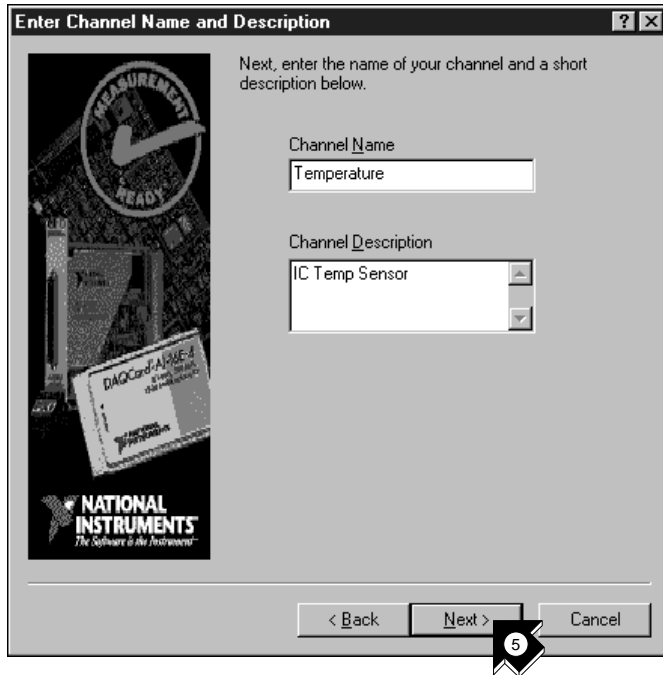 Enter Channel Name and Description
? X
Next, enter the name of your channel and a short
description below.
MEASUREMENT
READY
Channel Name
Temperature
Channel Description
IC Temp Sensor
DAQCard-AI-16E-4
NATIONAL
INSTRUMENTS
The Software is the Instrument
< Back
Next >
Cancel
5